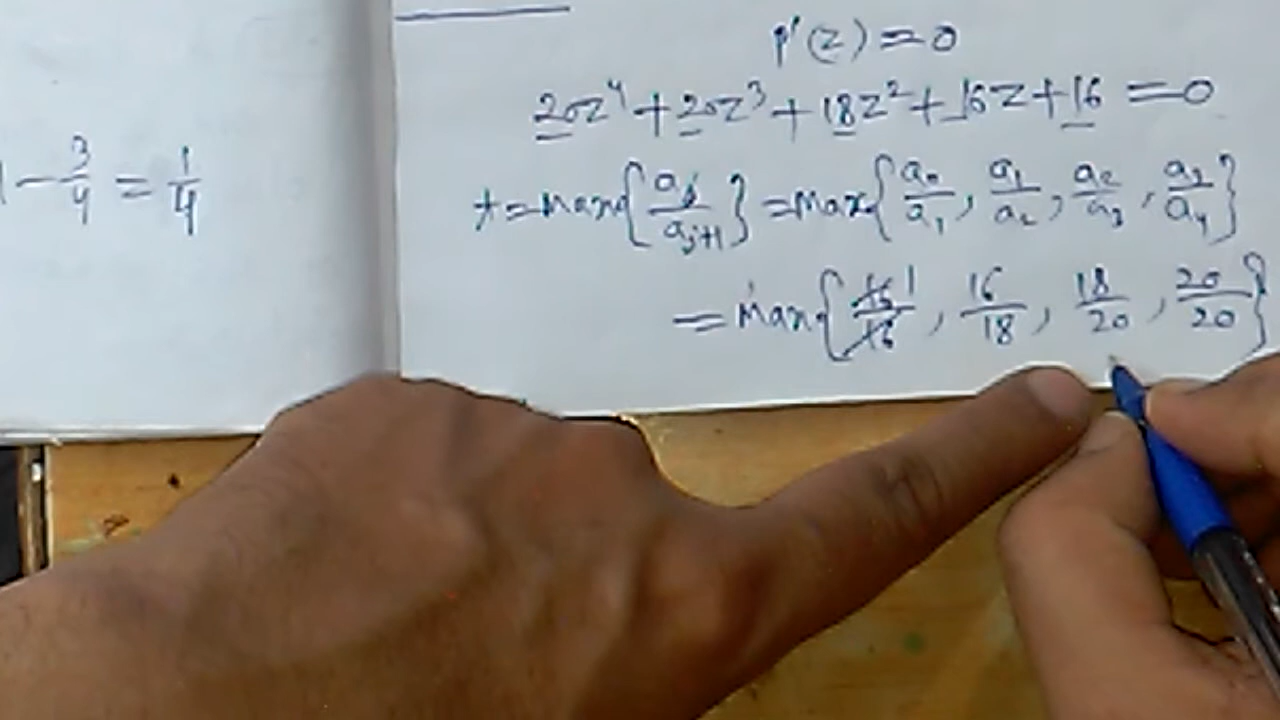 1 - 3/4 = 1/4
p'(z) = 0
20z⁴ + 20z³ + 18z² + 16z + 16 = 0
t = Max{aⱼ/aⱼ₊₁} = Max{a₀/a₁, a₁/a₂, a₂/a₃, a₃/a₄}
= Max{16/16 1, 16/18, 18/20, 20/20}